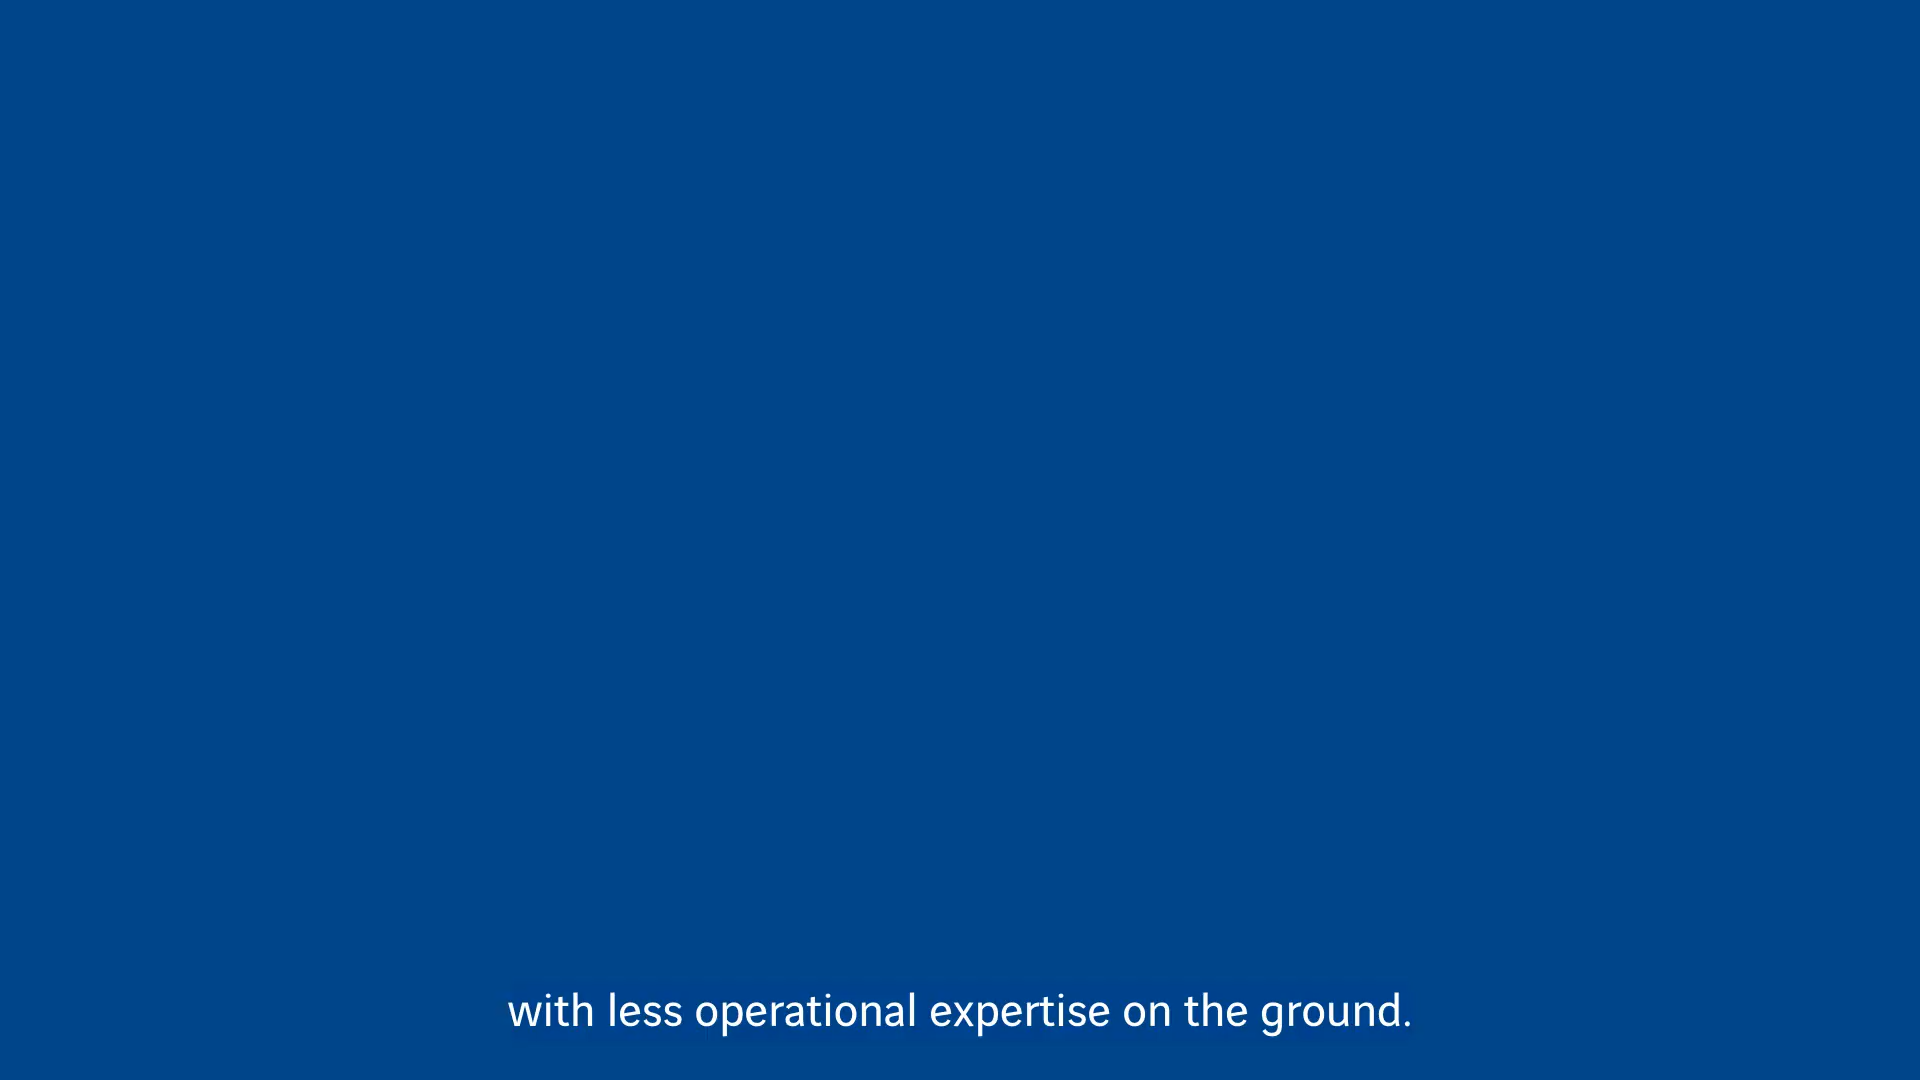 with less operational expertise on the ground.